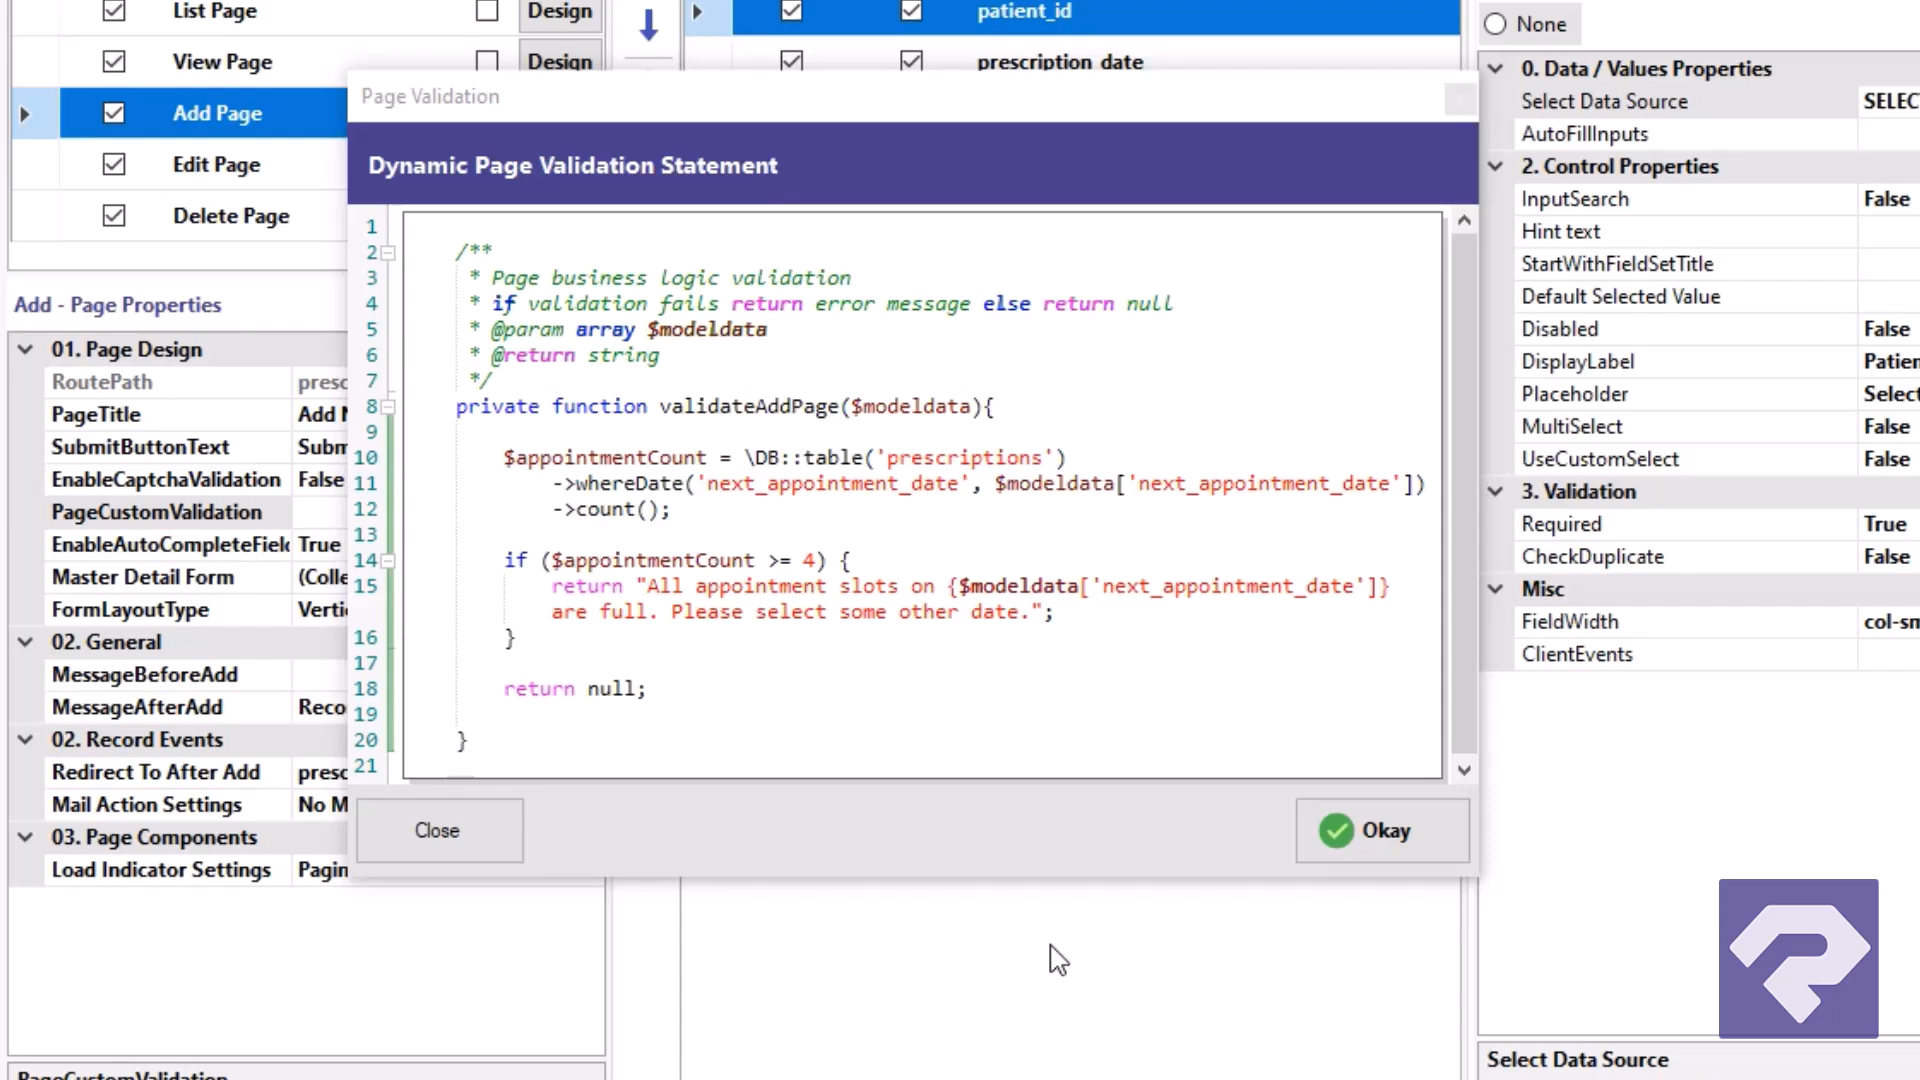 List Page
Design
View Page
Design
Add Page
Edit Page
Delete Page
Add - Page Properties
01. Page Design
RoutePath
presc
PageTitle
Add
SubmitButtonText
Subm
EnableCaptchaValidation
False
PageCustomValidation
EnableAutoCompleteField
True
Master Detail Form
(Colle
FormLayoutType
Vertic
02. General
MessageBeforeAdd
MessageAfterAdd
Reco
02. Record Events
Redirect To After Add
presc
Mail Action Settings
No M
03. Page Components
Load Indicator Settings
Pagin
PageCustomValidation
patient_id
prescription_date
Page Validation
Dynamic Page Validation Statement
1
2 /**
3 * Page business logic validation
4 * if validation fails return error message else return null
5 * @param array $modeldata
6 * @return string
7 */
8 private function validateAddPage($modeldata){
9
10 $appointmentCount = \DB::table('prescriptions')
11 ->whereDate('next_appointment_date', $modeldata['next_appointment_date'])
12 ->count();
13
14 if ($appointmentCount >= 4) {
15 return "All appointment slots on {$modeldata['next_appointment_date']}
are full. Please select some other date.";
16 }
17
18 return null;
19
20 }
21
Close
Okay
None
0. Data / Values Properties
Select Data Source
SELECT
AutoFillInputs
2. Control Properties
InputSearch
False
Hint text
StartWithFieldSetTitle
Default Selected Value
Disabled
False
DisplayLabel
Patien
Placeholder
Select
MultiSelect
False
UseCustomSelect
False
3. Validation
Required
True
CheckDuplicate
False
Misc
FieldWidth
col-sm
ClientEvents
Select Data Source